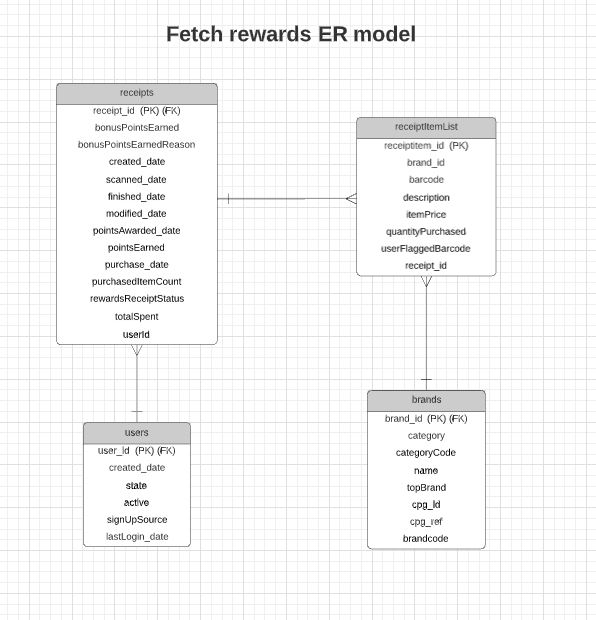 Fetch rewards ER model
receipts
receipt_id (PK) (FK)
bonusPointsEarned
bonusPointsEarnedReason
created_date
scanned_date
finished_date
modified_date
pointsAwarded_date
pointsEarned
purchase_date
purchasedItemCount
rewardsReceiptStatus
totalSpent
userId
receiptItemList
receiptitem_id (PK)
brand_id
barcode
description
itemPrice
quantityPurchased
userFlaggedBarcode
receipt_id
users
user_Id (PK) (FK)
created_date
state
active
signUpSource
lastLogin_date
brands
brand_id (PK) (FK)
category
categoryCode
name
topBrand
cpg_Id
cpg_ref
brandcode